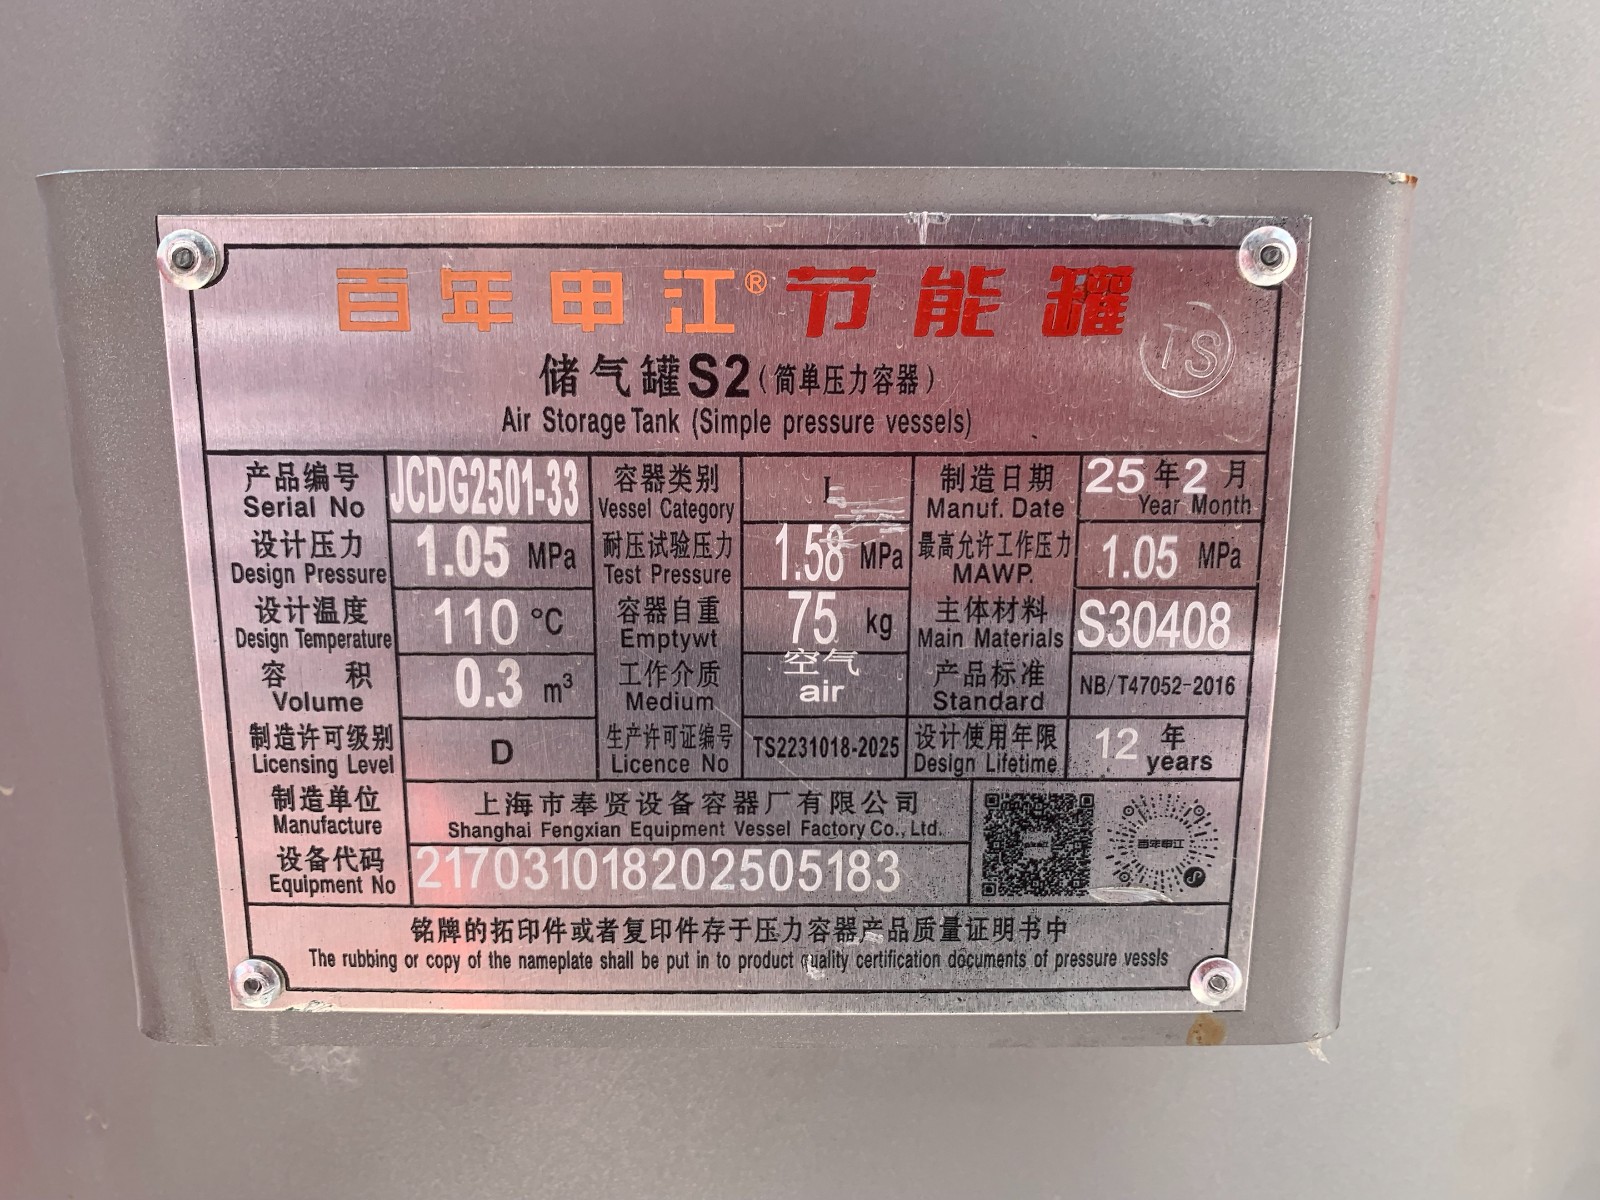 百年申江® 节能罐
TS
储气罐S2(简单压力容器)
Air Storage Tank (Simple pressure vessels)
产品编号 JCDG2501-33 容器类别 I 制造日期 25年2月
Serial No Vessel Category Manuf. Date Year Month
设计压力 1.05 MPa 耐压试验压力 1.58 MPa 最高允许工作压力 1.05 MPa
Design Pressure Test Pressure MAWP.
设计温度 110 °C 容器自重 75 kg 主体材料 S30408
Design Temperature Emptywt Main Materials
容积 0.3 m³ 工作介质 空气 产品标准 NB/T47052-2016
Volume Medium air Standard
制造许可级别 D 生产许可证编号 TS2231018-2025 设计使用年限 12 年
Licensing Level Licence No Design Lifetime years
制造单位 上海市奉贤设备容器厂有限公司
Manufacture Shanghai Fengxian Equipment Vessel Factory Co., Ltd.
百年申江
设备代码 217031018202505183
Equipment No
铭牌的拓印件或者复印件存于压力容器产品质量证明书中
The rubbing or copy of the nameplate shall be put in to product quality certification documents of pressure vessls